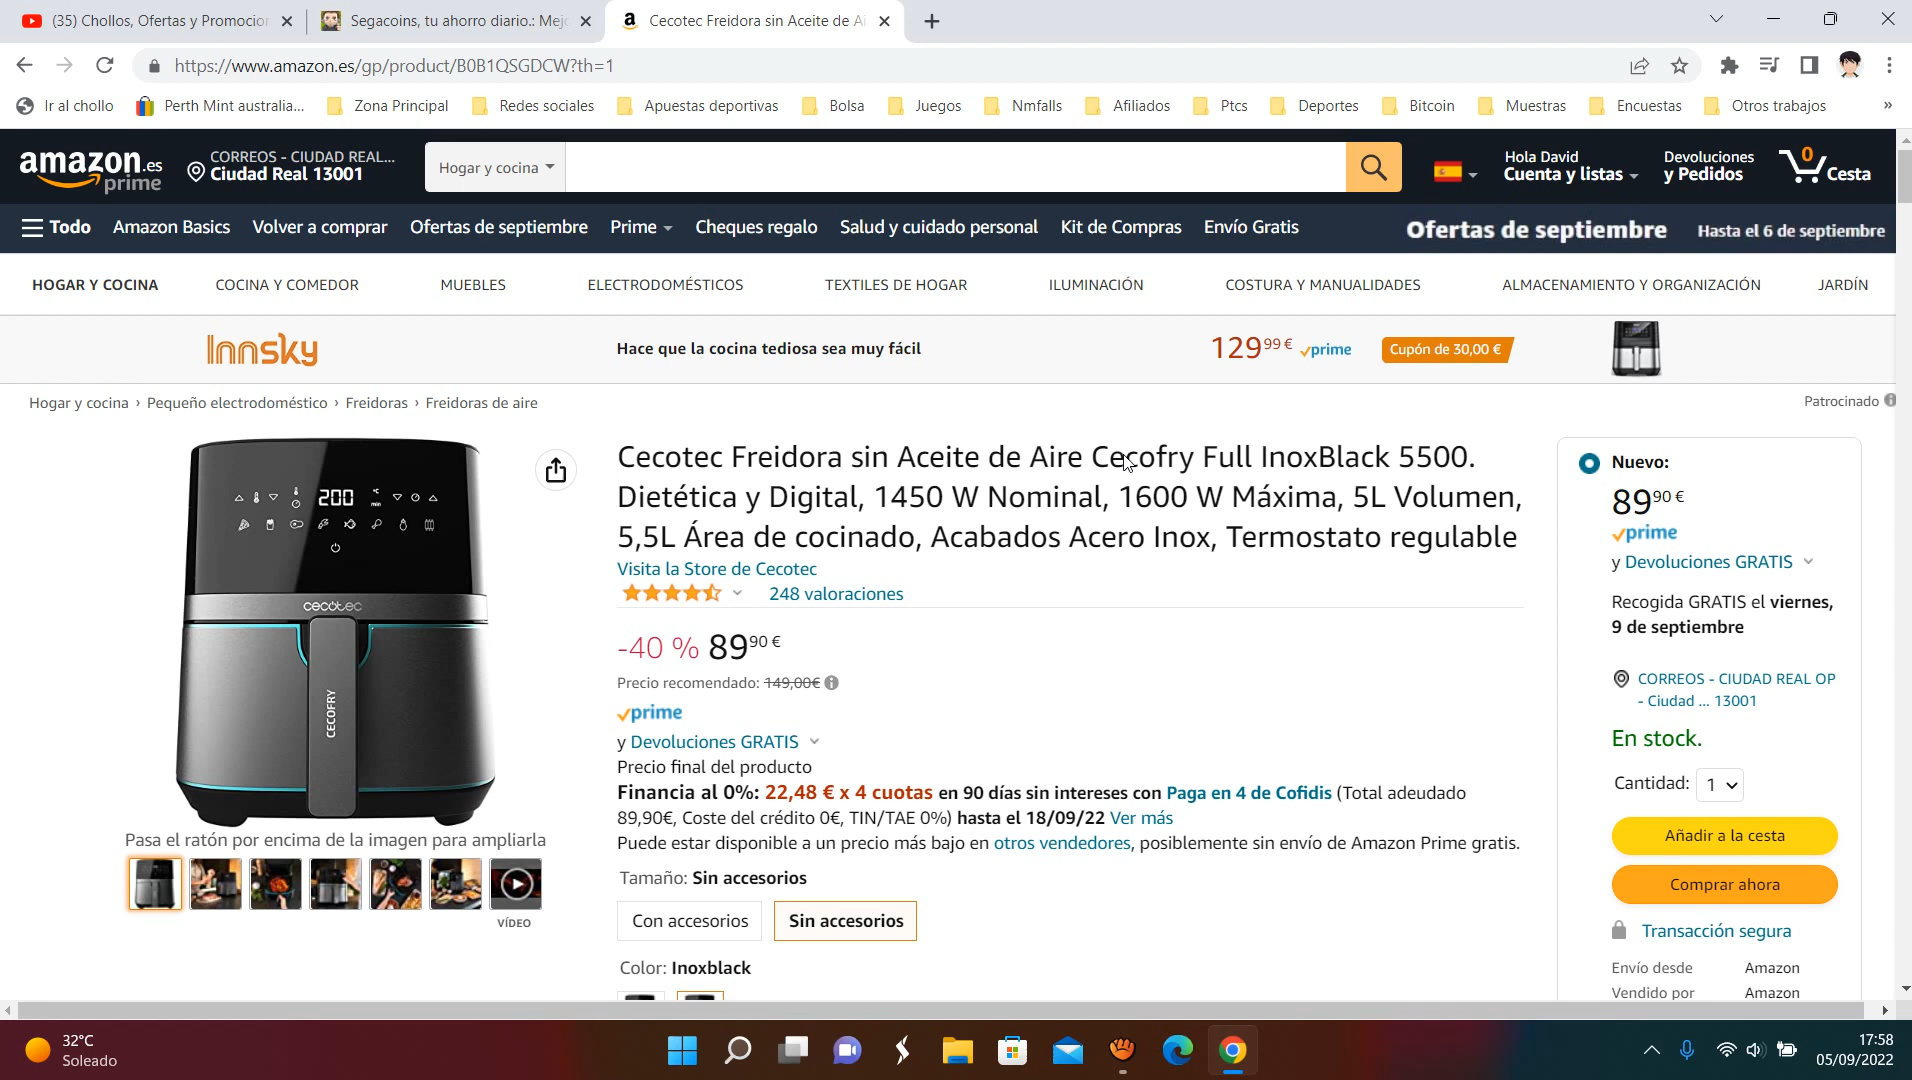 (35) Chollos, Ofertas y Promocion
Segacoins, tu ahorro diario.: Mej
Cecotec Freidora sin Aceite de Ai
https://www.amazon.es/gp/product/B0B1QSGDCW?th=1
Ir al chollo
Perth Mint australia...
Zona Principal
Redes sociales
Apuestas deportivas
Bolsa
Juegos
Nmfalls
Afiliados
Ptcs
Deportes
Bitcoin
Muestras
Encuestas
Otros trabajos
»
amazon.es
prime
CORREOS - CIUDAD REAL...
Ciudad Real 13001
Hogar y cocina
Hola David
Cuenta y listas
Devoluciones
y Pedidos
0
Cesta
Todo
Amazon Basics
Volver a comprar
Ofertas de septiembre
Prime
Cheques regalo
Salud y cuidado personal
Kit de Compras
Envío Gratis
Ofertas de septiembre
Hasta el 6 de septiembre
HOGAR Y COCINA
COCINA Y COMEDOR
MUEBLES
ELECTRODOMÉSTICOS
TEXTILES DE HOGAR
ILUMINACIÓN
COSTURA Y MANUALIDADES
ALMACENAMIENTO Y ORGANIZACIÓN
JARDÍN
Innsky
Hace que la cocina tediosa sea muy fácil
129 99 €
prime
Cupón de 30,00 €
Hogar y cocina › Pequeño electrodoméstico › Freidoras › Freidoras de aire
Patrocinado
200
°C
min
cecotec
CECOFRY
Pasa el ratón por encima de la imagen para ampliarla
VÍDEO
Cecotec Freidora sin Aceite de Aire Cecofry Full InoxBlack 5500.
Dietética y Digital, 1450 W Nominal, 1600 W Máxima, 5L Volumen,
5,5L Área de cocinado, Acabados Acero Inox, Termostato regulable
Visita la Store de Cecotec
248 valoraciones
-40 % 89 90 €
Precio recomendado: 149,00€
prime
y Devoluciones GRATIS
Precio final del producto
Financia al 0%: 22,48 € x 4 cuotas en 90 días sin intereses con Paga en 4 de Cofidis (Total adeudado
89,90€, Coste del crédito 0€, TIN/TAE 0%) hasta el 18/09/22 Ver más
Puede estar disponible a un precio más bajo en otros vendedores, posiblemente sin envío de Amazon Prime gratis.
Tamaño: Sin accesorios
Con accesorios
Sin accesorios
Color: Inoxblack
Nuevo:
89 90 €
prime
y Devoluciones GRATIS
Recogida GRATIS el viernes,
9 de septiembre
CORREOS - CIUDAD REAL OP
- Ciudad ... 13001
En stock.
Cantidad: 1
Añadir a la cesta
Comprar ahora
Transacción segura
Envío desde Amazon
Vendido por Amazon
32°C
Soleado
17:58
05/09/2022